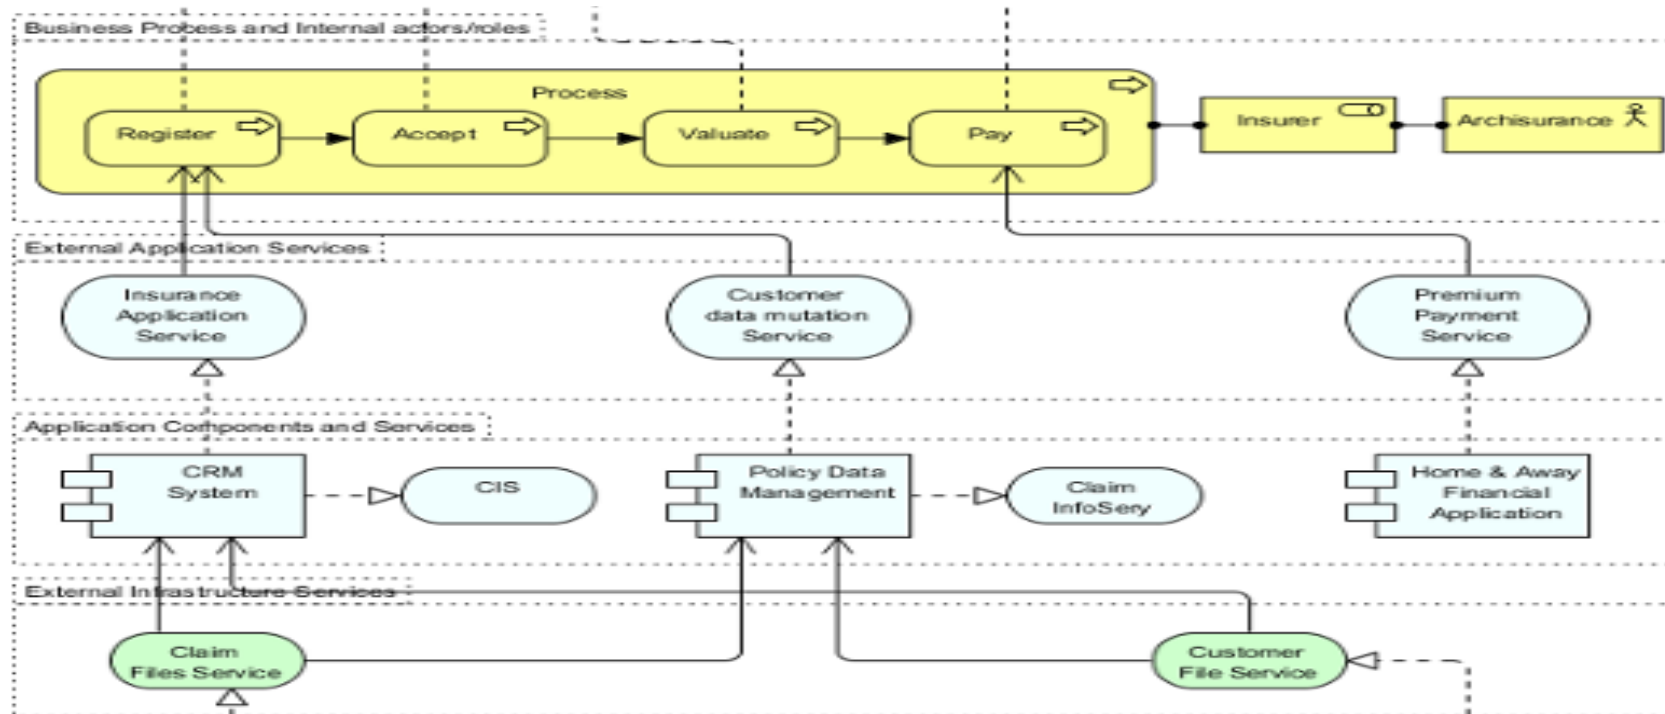 Business Process and Internal actors/roles
Process
Register
Accept
Valuate
Pay
Insurer
Archisurance
External Application Services
Insurance
Application
Service
Customer
data mutation
Service
Premium
Payment
Service
Application Components and Services
CRM
System
CIS
Policy Data
Management
Claim
InfoSery
Home & Away
Financial
Application
External Infrastructure Services
Claim
Files Service
Customer
File Service